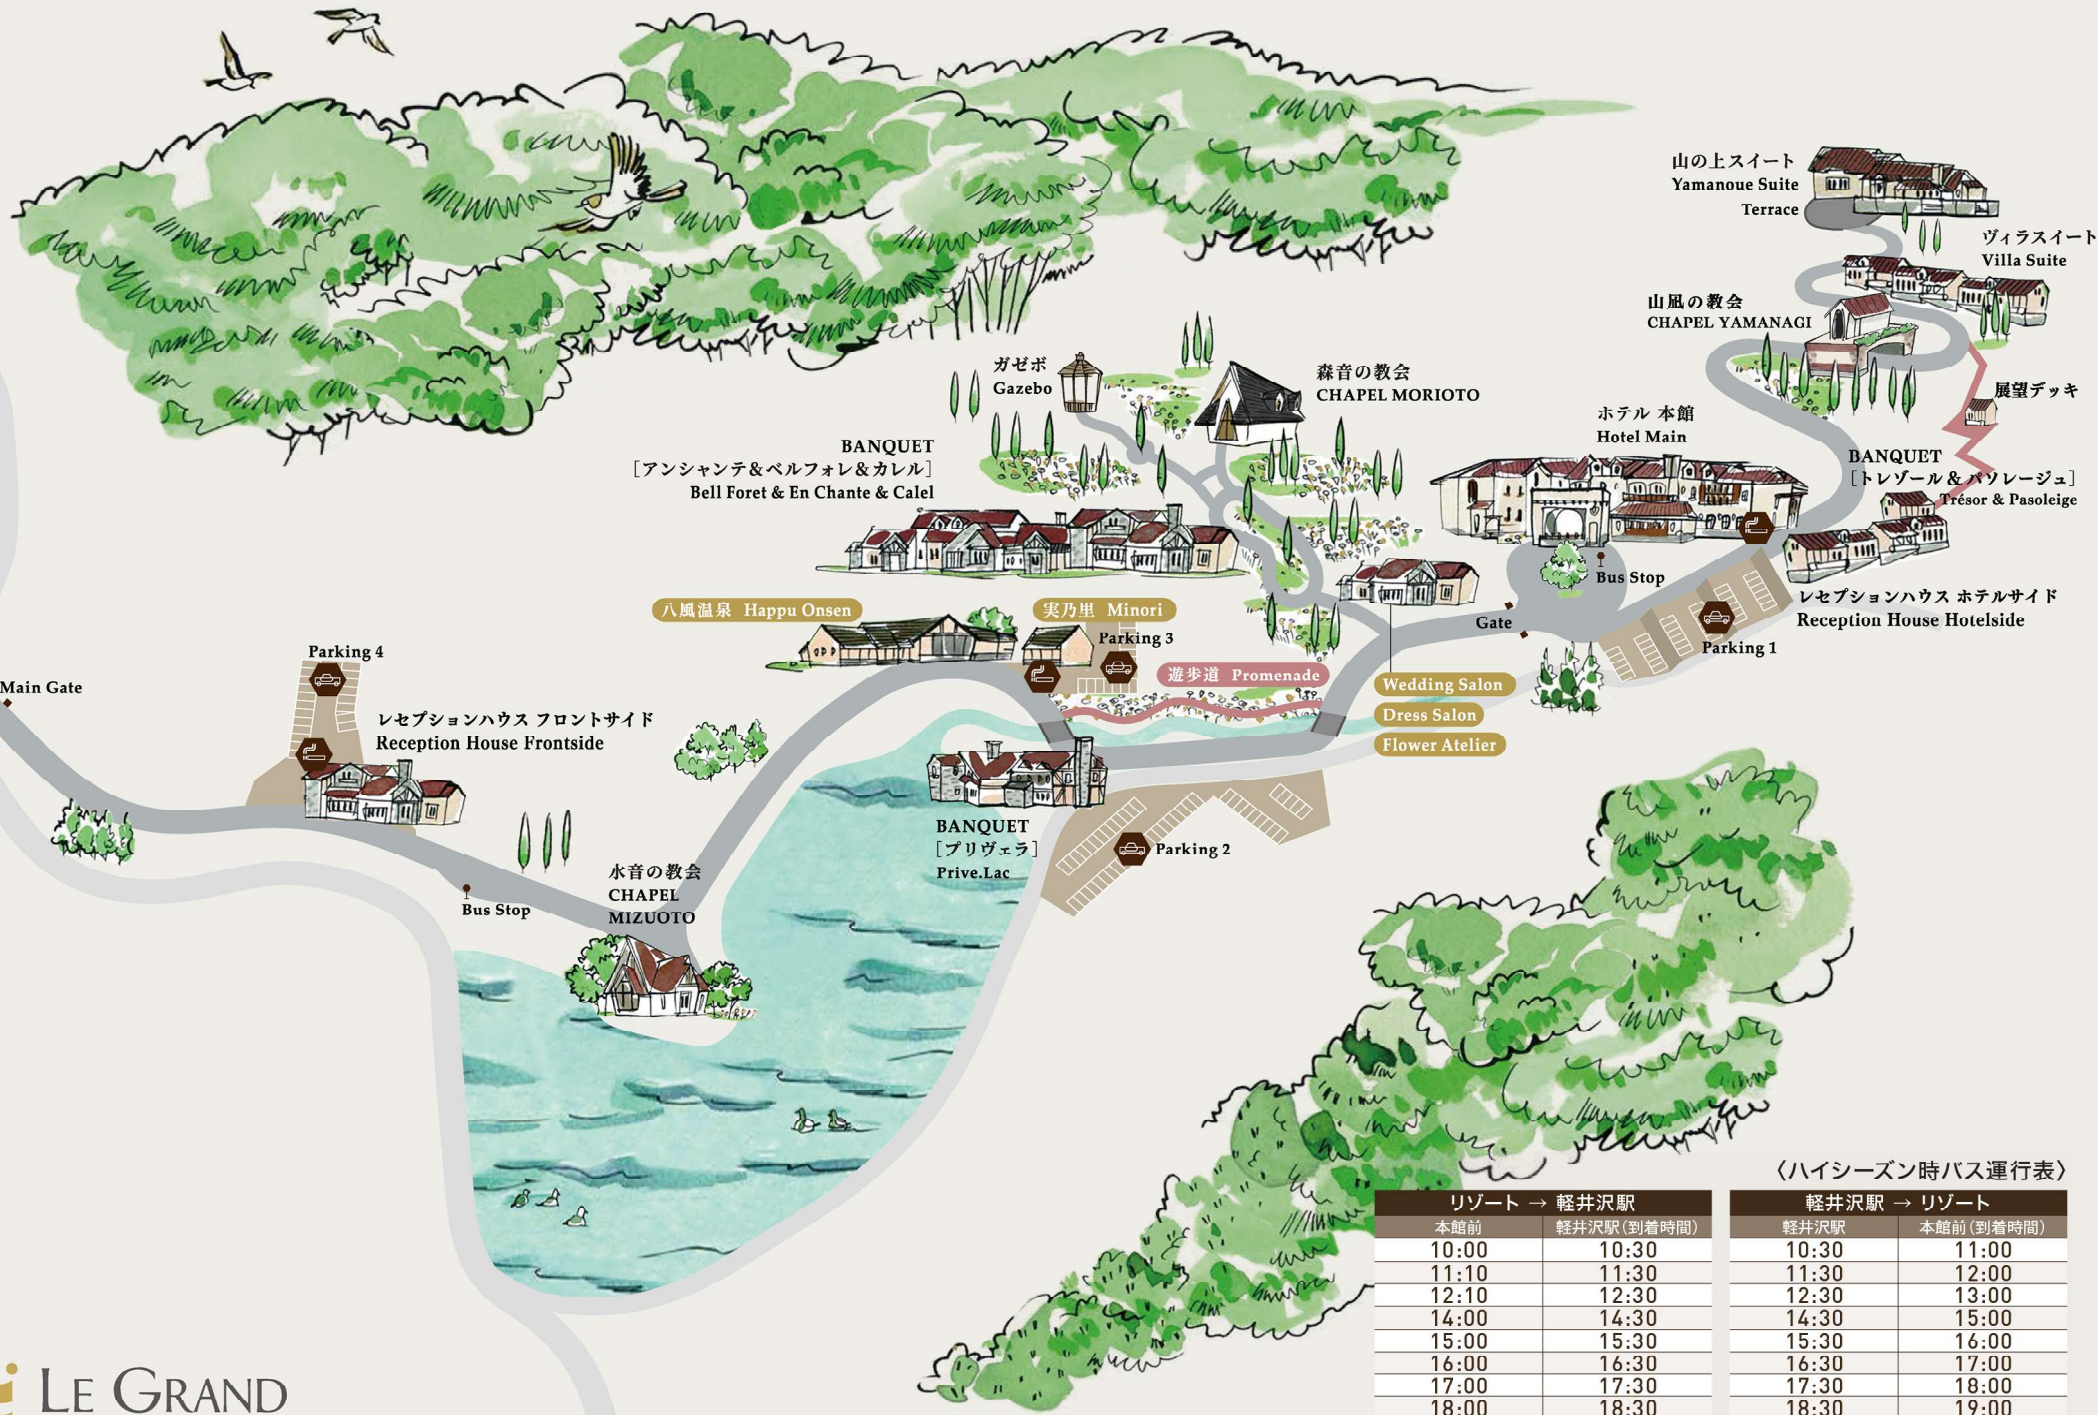 山の上スイート
Yamanoue Suite
Terrace
ヴィラスイート
Villa Suite
山凪の教会
CHAPEL YAMANAGI
展望デッキ
ガゼボ
Gazebo
森音の教会
CHAPEL MORIOTO
ホテル 本館
Hotel Main
BANQUET
[アンシャンテ&ベルフォレ&カレル]
Bell Foret & En Chante & Calel
BANQUET
[トレゾール&パソレージュ]
Trésor & Pasoleige
Bus Stop
レセプションハウス ホテルサイド
Reception House Hotelside
Gate
Parking 1
八風温泉 Happu Onsen
実乃里 Minori
Parking 3
遊歩道 Promenade
Wedding Salon
Dress Salon
Flower Atelier
Parking 4
Main Gate
レセプションハウス フロントサイド
Reception House Frontside
BANQUET
[プリヴェラ]
Prive.Lac
Parking 2
水音の教会
CHAPEL
MIZUOTO
Bus Stop
〈ハイシーズン時バス運行表〉
リゾート → 軽井沢駅 軽井沢駅 → リゾート
本館前 軽井沢駅(到着時間) 軽井沢駅 本館前(到着時間)
10:00 10:30 10:30 11:00
11:10 11:30 11:30 12:00
12:10 12:30 12:30 13:00
14:00 14:30 14:30 15:00
15:00 15:30 15:30 16:00
16:00 16:30 16:30 17:00
17:00 17:30 17:30 18:00
18:00 18:30 18:30 19:00
LE GRAND